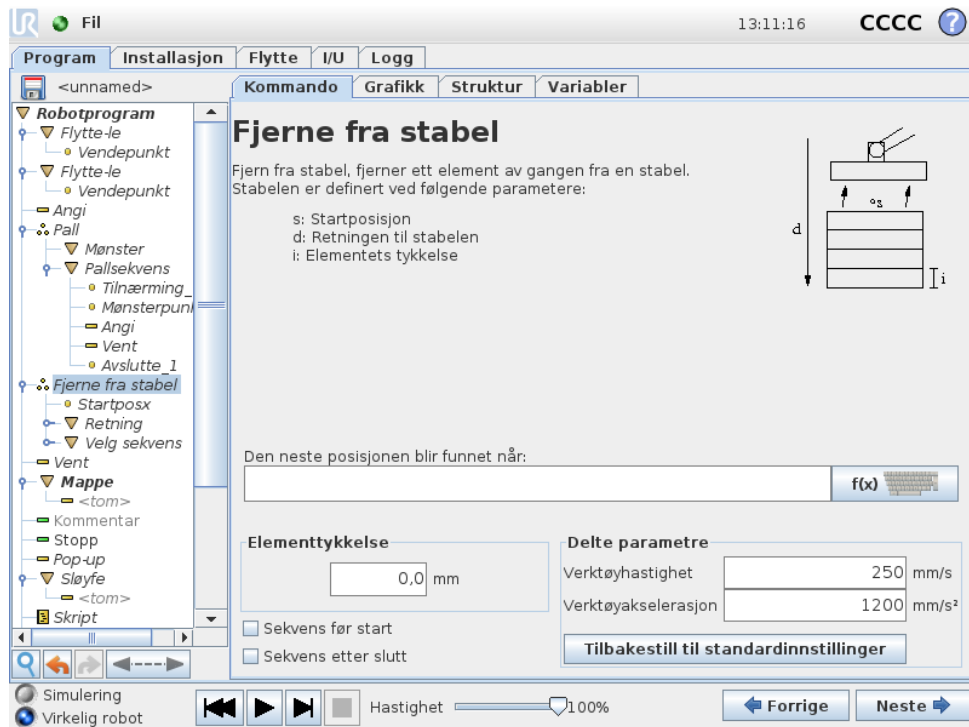 UR Fil 13:11:16 CCCC ?
Program Installasjon Flytte I/U Logg
<unnamed>
Kommando Grafikk Struktur Variabler
Robotprogram
Flytte-le
Vendepunkt
Flytte-le
Vendepunkt
Angi
Pall
Mønster
Pallsekvens
Tilnærming_
Mønsterpun
Angi
Vent
Avslutte_1
Fjerne fra stabel
Startposx
Retning
Velg sekvens
Vent
Mappe
<tom>
Kommentar
Stopp
Pop-up
Sløyfe
<tom>
Skript
Fjerne fra stabel
Fjern fra stabel, fjerner ett element av gangen fra en stabel.
Stabelen er definert ved følgende parametere:
s: Startposisjon
d: Retningen til stabelen
i: Elementets tykkelse
s
d
i
Den neste posisjonen blir funnet når:
f(x)
Elementtykkelse
0,0 mm
Sekvens før start
Sekvens etter slutt
Delte parametre
Verktøyhastighet 250 mm/s
Verktøyakselerasjon 1200 mm/s²
Tilbakestill til standardinnstillinger
Simulering
Virkelig robot
Hastighet 100%
Forrige Neste